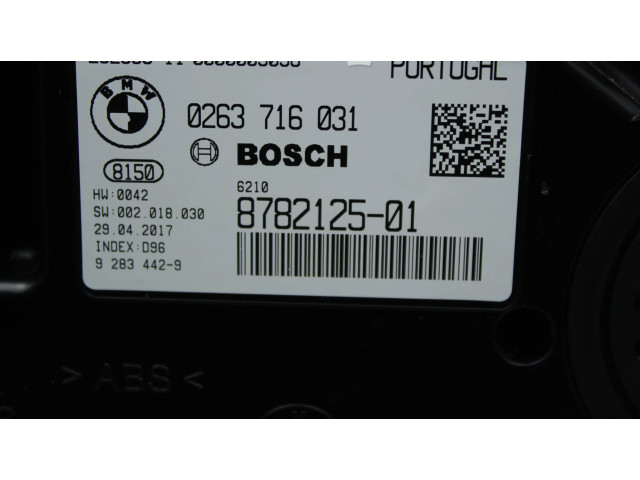 PORTUGAL
BMW
0263 716 031
BOSCH
8150
6210
HW:0042
8782125-01
SW:002.018.030
29.04.2017
INDEX:D96
9 283 442-9
>ABS<